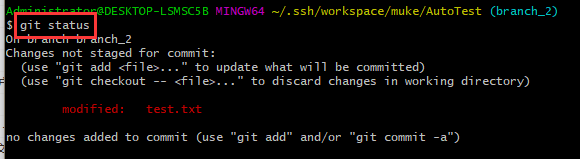 Administrator@DESKTOP-LSMSC5B MINGW64 ~/.ssh/workspace/muke/AutoTest (branch_2)
$ git status
On branch branch_2
Changes not staged for commit:
  (use "git add <file>..." to update what will be committed)
  (use "git checkout -- <file>..." to discard changes in working directory)
        modified:   test.txt
no changes added to commit (use "git add" and/or "git commit -a")